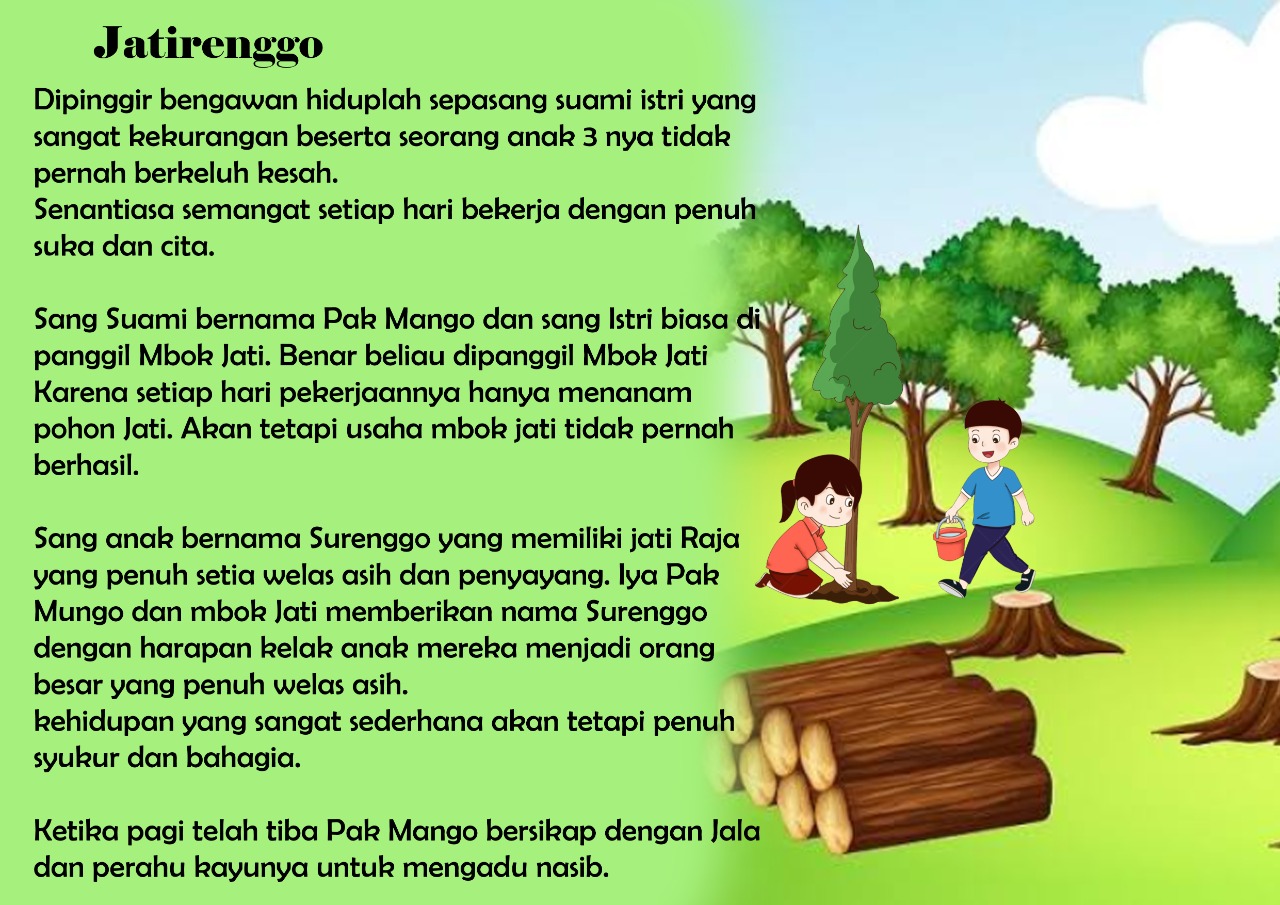 Jatirenggo
Dipinggir bengawan hiduplah sepasang suami istri yang
sangat kekurangan beserta seorang anak 3 nya tidak
pernah berkeluh kesah.
Senantiasa semangat setiap hari bekerja dengan penuh
suka dan cita.
Sang Suami bernama Pak Mango dan sang Istri biasa di
panggil Mbok Jati. Benar beliau dipanggil Mbok Jati
Karena setiap hari pekerjaannya hanya menanam
pohon Jati. Akan tetapi usaha mbok jati tidak pernah
berhasil.
Sang anak bernama Surenggo yang memiliki jati Raja
yang penuh setia welas asih dan penyayang. Iya Pak
Mungo dan mbok Jati memberikan nama Surenggo
dengan harapan kelak anak mereka menjadi orang
besar yang penuh welas asih.
kehidupan yang sangat sederhana akan tetapi penuh
syukur dan bahagia.
Ketika pagi telah tiba Pak Mango bersikap dengan Jala
dan perahu kayunya untuk mengadu nasib.